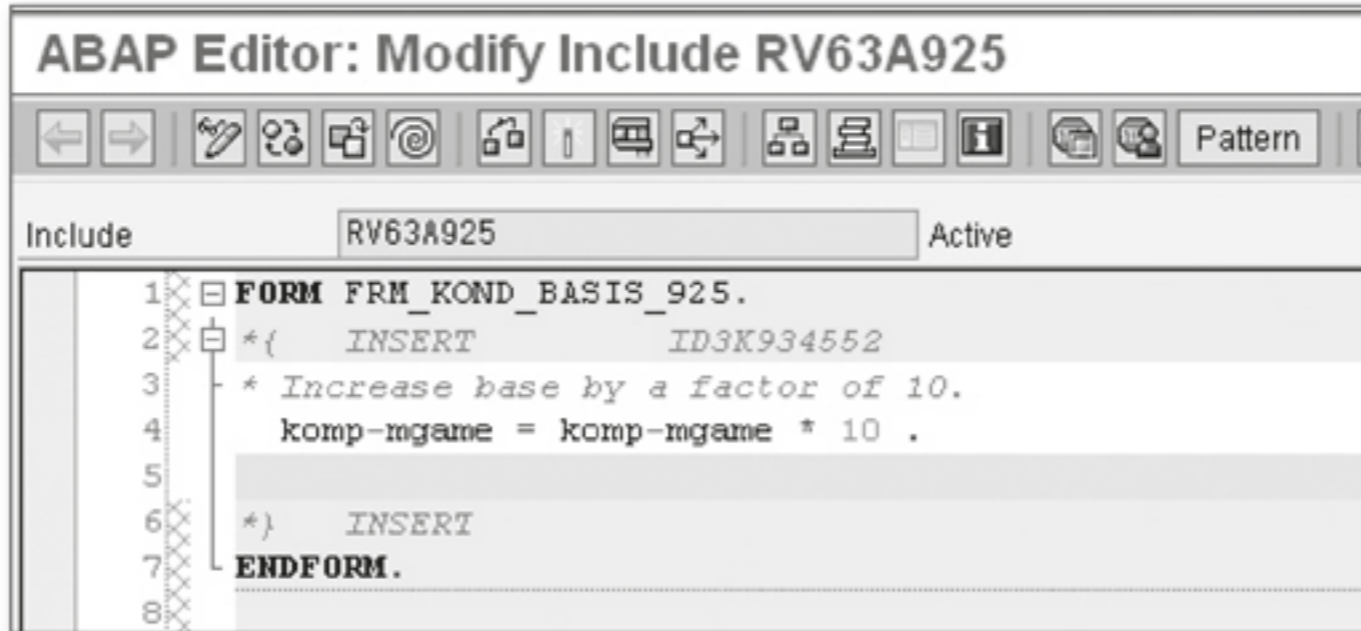 ABAP Editor: Modify Include RV63A925
Pattern
Include RV63A925 Active
1 FORM FRM_KOND_BASIS_925.
2 *{ INSERT ID3K934552
3 * Increase base by a factor of 10.
4 komp-mgame = komp-mgame * 10 .
5
6 *} INSERT
7 ENDFORM.
8